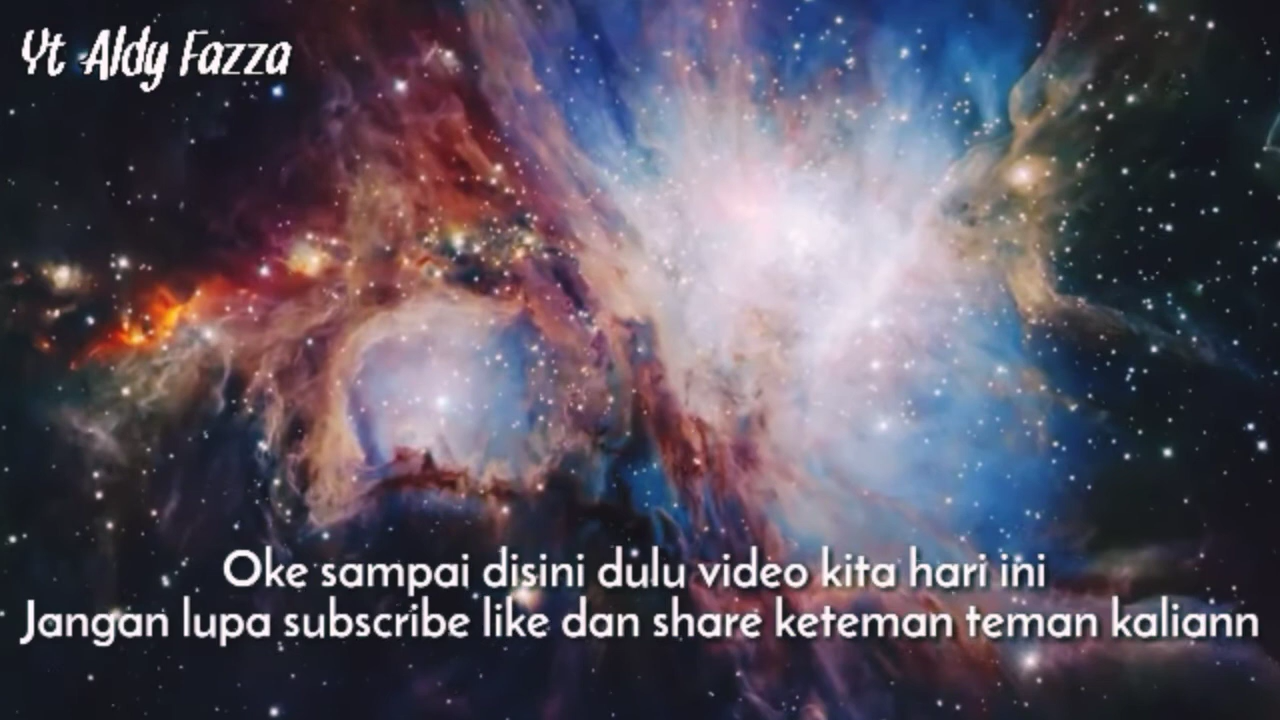 Yt Aldy Fazza
Oke sampai disini dulu video kita hari ini
Jangan lupa subscribe like dan share keteman teman kaliann